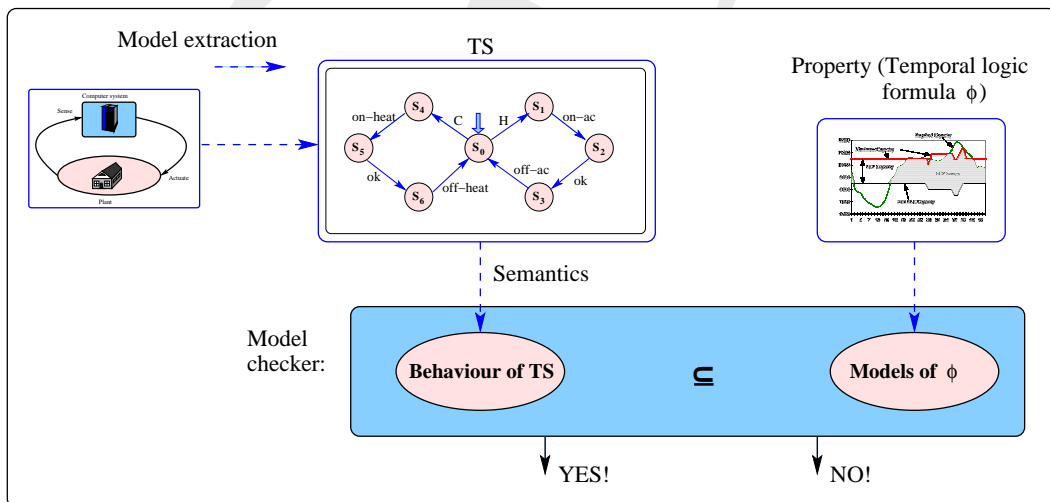 Model extraction
TS
Property (Temporal logic
formula ϕ)
Computer system
Sense
Actuate
Plant
S4
S1
on−heat
C
H
on−ac
S5
S0
S2
ok
off−heat
off−ac
ok
S6
S3
Semantics
Model
checker:
Behaviour of TS
⊆
Models of ϕ
YES!
NO!